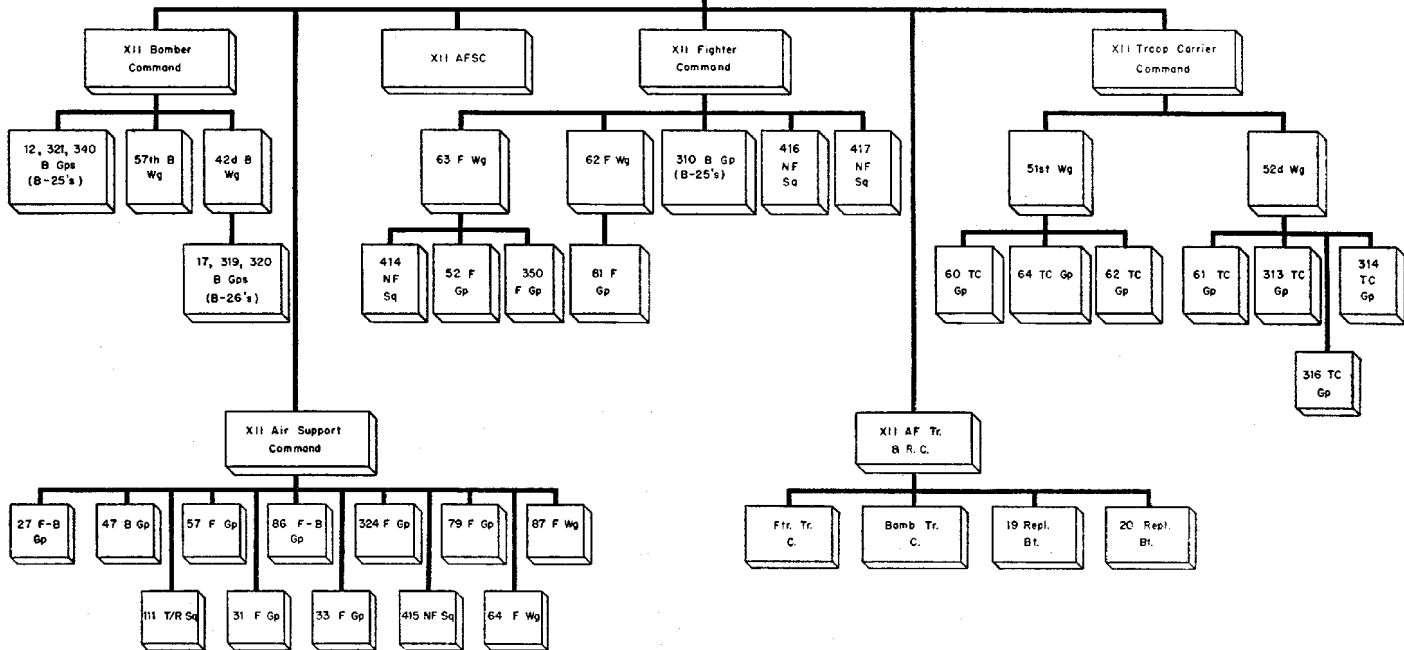 XII Bomber
Command
XII AFSC
XII Fighter
Command
XII Troop Carrier
Command
12, 321, 340
B Gps
(B-25's)
57th B
Wg
42d B
Wg
63 F Wg
62 F Wg
310 B Gp
(B-25's)
416
NF
Sq
417
NF
Sq
51st Wg
52d Wg
17, 319, 320
B Gps
(B-26's)
414
NF
Sq
52 F
Gp
350
F Gp
81 F
Gp
60 TC
Gp
64 TC Gp
62 TC
Gp
61 TC
Gp
313 TC
Gp
314
TC
Gp
316 TC
Gp
XII Air Support
Command
XII AF Tr.
& R. C.
27 F-B
Gp
47 B Gp
57 F Gp
86 F-B
Gp
324 F Gp
79 F Gp
87 F Wg
Ftr. Tr.
C.
Bomb Tr.
C.
19 Repl.
Bt.
20 Repl.
Bt.
111 T/R Sq
31 F Gp
33 F Gp
415 NF Sq
64 F Wg